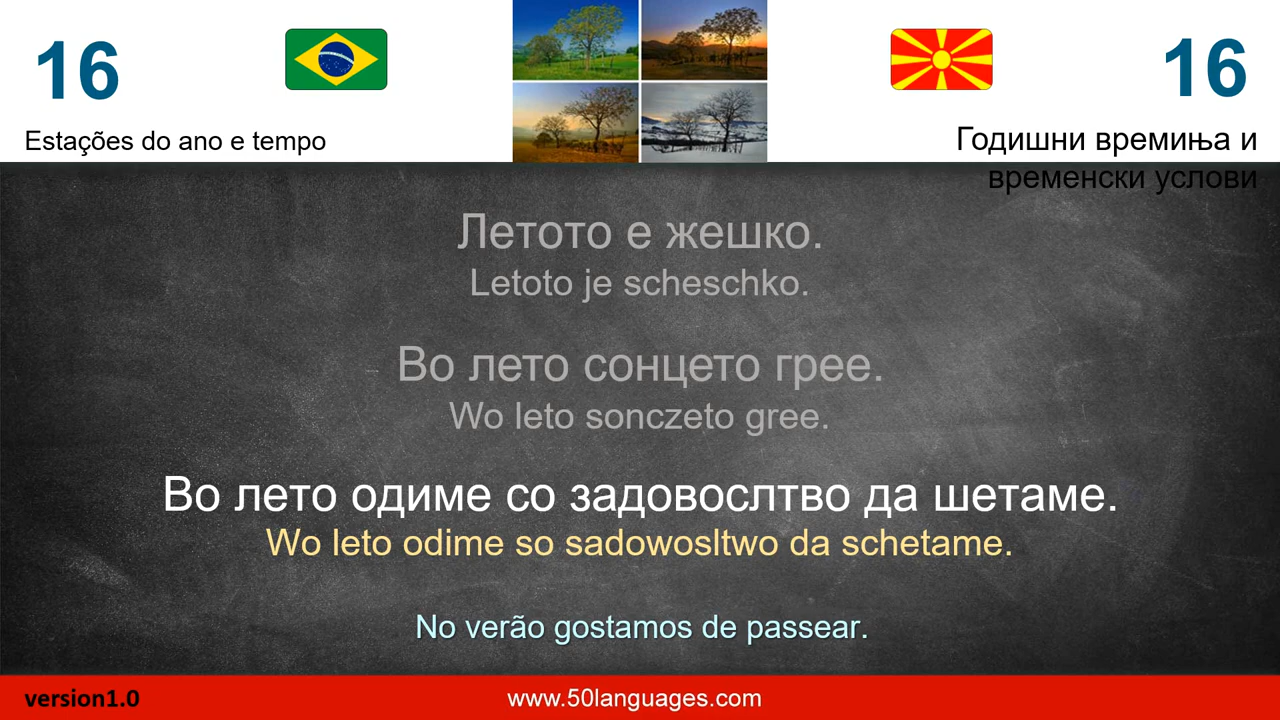 16
16
Estações do ano e tempo
Годишни времиња и
временски услови
Летото е жешко.
Letoto je scheschko.
Во лето сонцето грее.
Wo leto sonczeto gree.
Во лето одиме со задовослтво да шетаме.
Wo leto odime so sadowosltwo da schetame.
No verão gostamos de passear.
version1.0
www.50languages.com